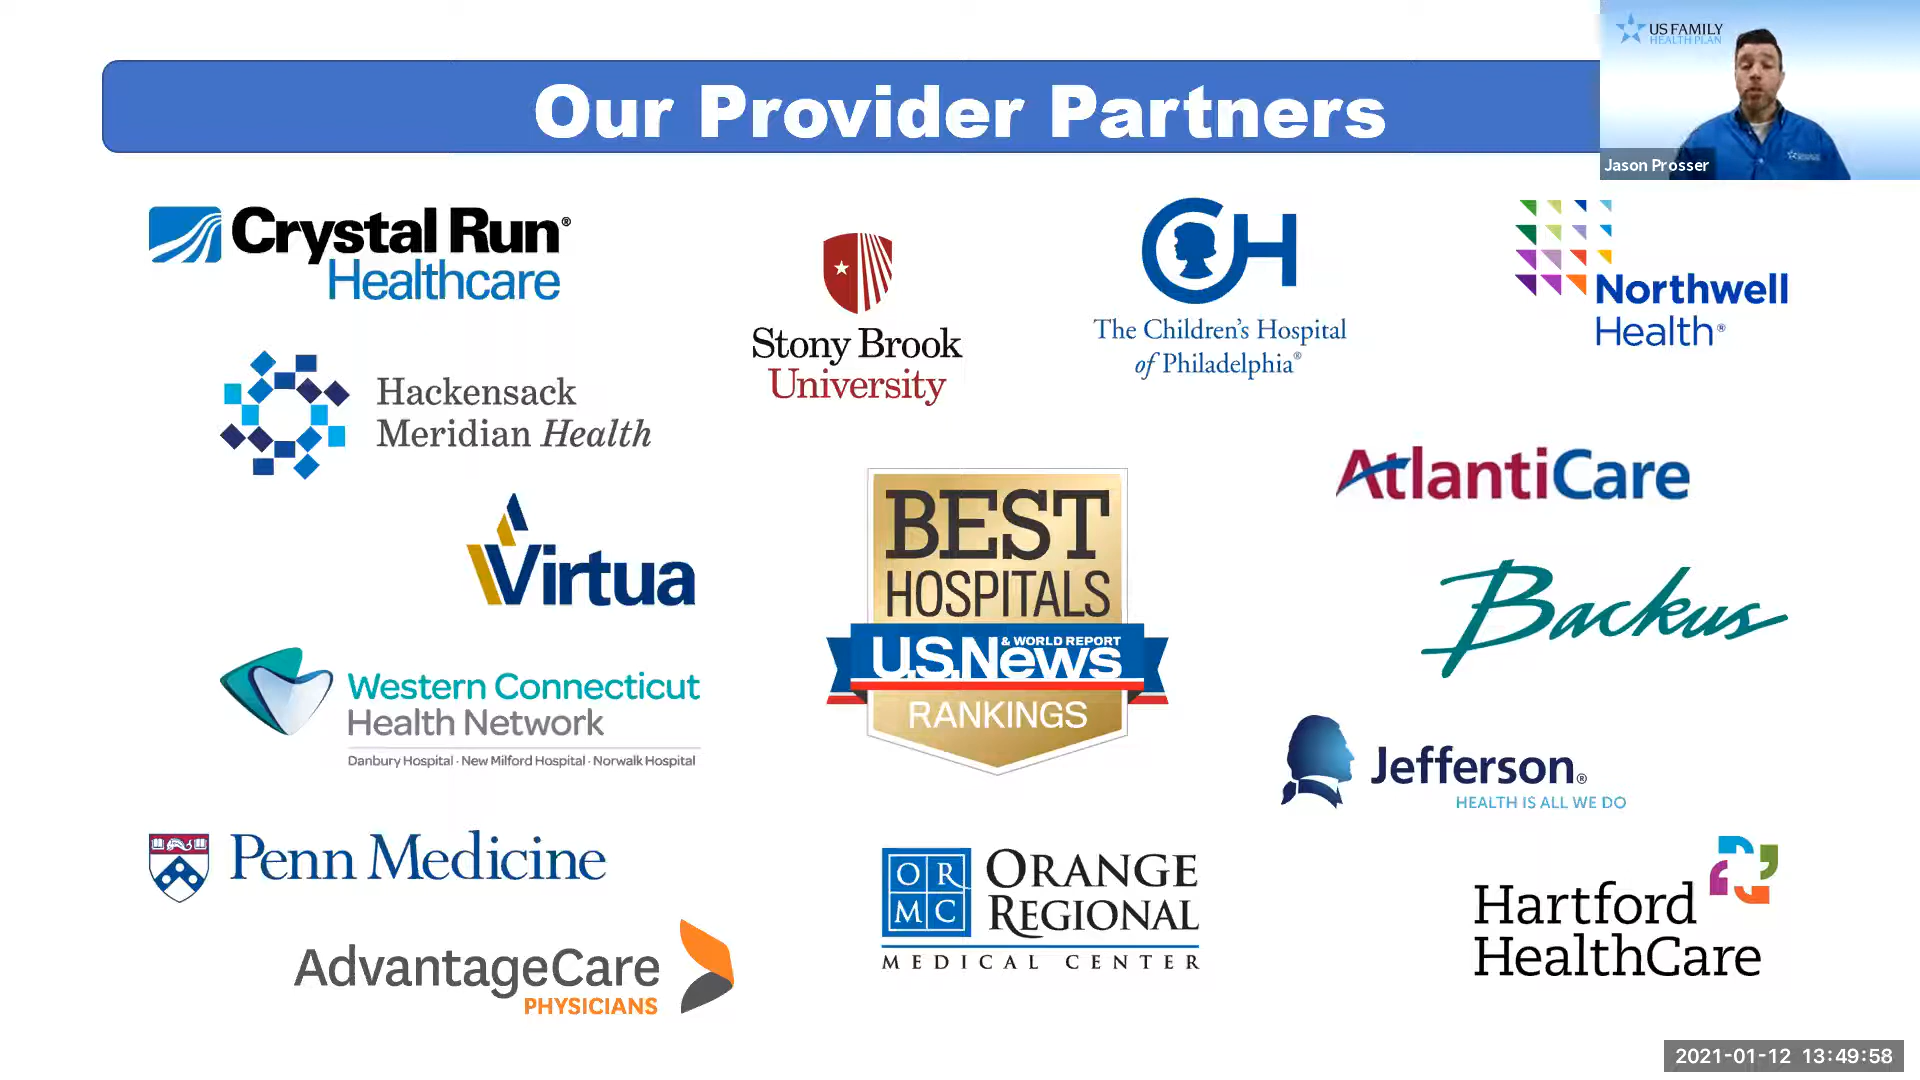 US FAMILY
HEALTH PLAN
Jason Prosser
Our Provider Partners
Crystal Run®
Healthcare
Stony Brook
University
CH
The Children's Hospital
of Philadelphia®
Northwell
Health®
Hackensack
Meridian Health
AtlantiCare
Virtua
BEST
HOSPITALS
& WORLD REPORT
U.S.News
RANKINGS
Backus
Western Connecticut
Health Network
Danbury Hospital · New Milford Hospital · Norwalk Hospital
Jefferson®
HEALTH IS ALL WE DO
Penn Medicine
OR
MC
ORANGE
REGIONAL
MEDICAL CENTER
Hartford
HealthCare
AdvantageCare
PHYSICIANS
2021-01-12 13:49:58